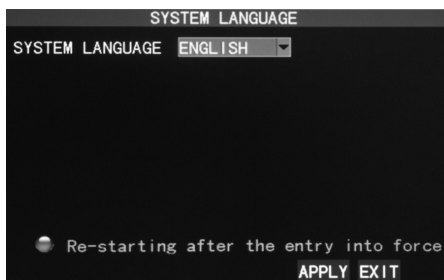 SYSTEM LANGUAGE
SYSTEM LANGUAGE ENGLISH
Re-starting after the entry into force
APPLY EXIT